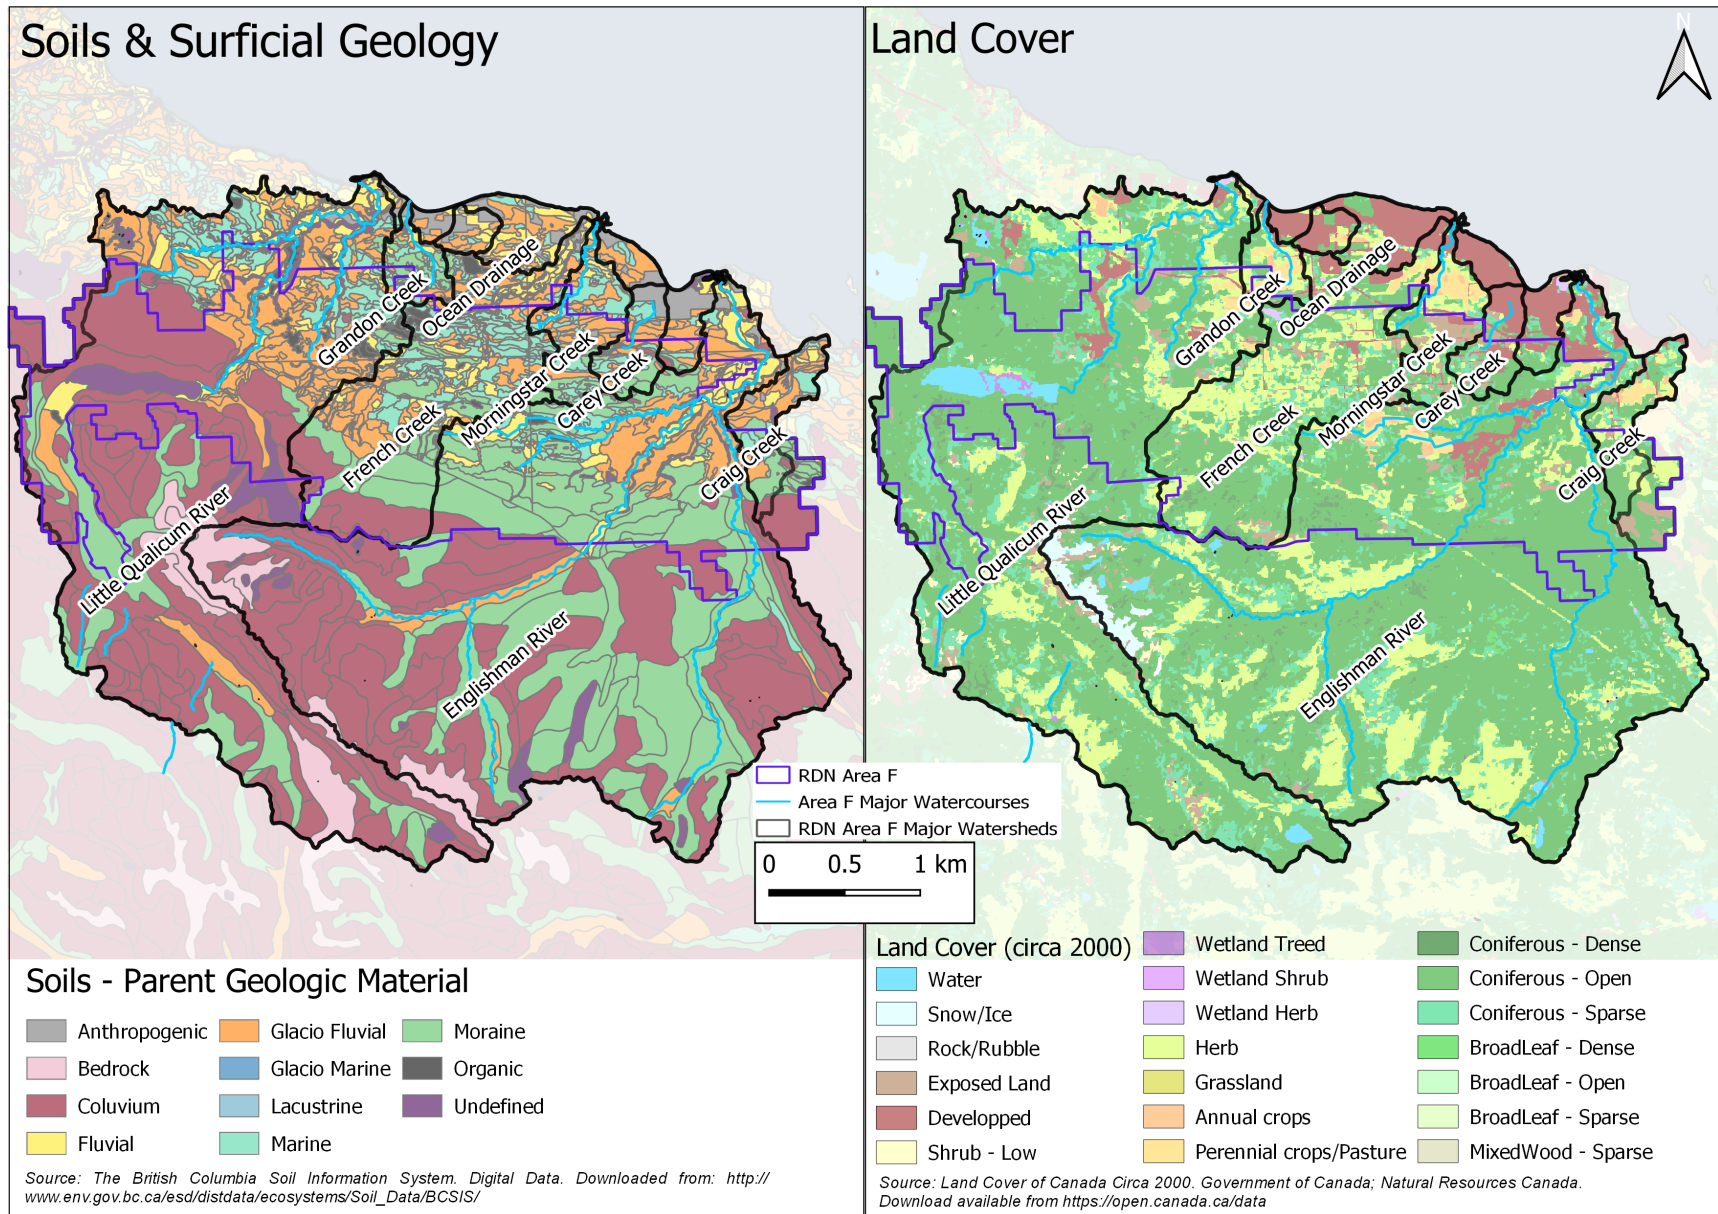 Soils & Surficial Geology
Land Cover
N
Grandon Creek
Ocean Drainage
Morningstar Creek
Carey Creek
French Creek
Craig Creek
Little Qualicum River
Englishman River
Grandon Creek
Ocean Drainage
Morningstar Creek
Carey Creek
French Creek
Craig Creek
Little Qualicum River
Englishman River
RDN Area F
Area F Major Watercourses
RDN Area F Major Watersheds
0 0.5 1 km
Soils - Parent Geologic Material
Anthropogenic
Bedrock
Coluvium
Fluvial
Glacio Fluvial
Glacio Marine
Lacustrine
Marine
Moraine
Organic
Undefined
Source: The British Columbia Soil Information System. Digital Data. Downloaded from: http://
www.env.gov.bc.ca/esd/distdata/ecosystems/Soil_Data/BCSIS/
Land Cover (circa 2000)
Water
Snow/Ice
Rock/Rubble
Exposed Land
Developped
Shrub - Low
Wetland Treed
Wetland Shrub
Wetland Herb
Herb
Grassland
Annual crops
Perennial crops/Pasture
Coniferous - Dense
Coniferous - Open
Coniferous - Sparse
BroadLeaf - Dense
BroadLeaf - Open
BroadLeaf - Sparse
MixedWood - Sparse
Source: Land Cover of Canada Circa 2000. Government of Canada; Natural Resources Canada.
Download available from https://open.canada.ca/data